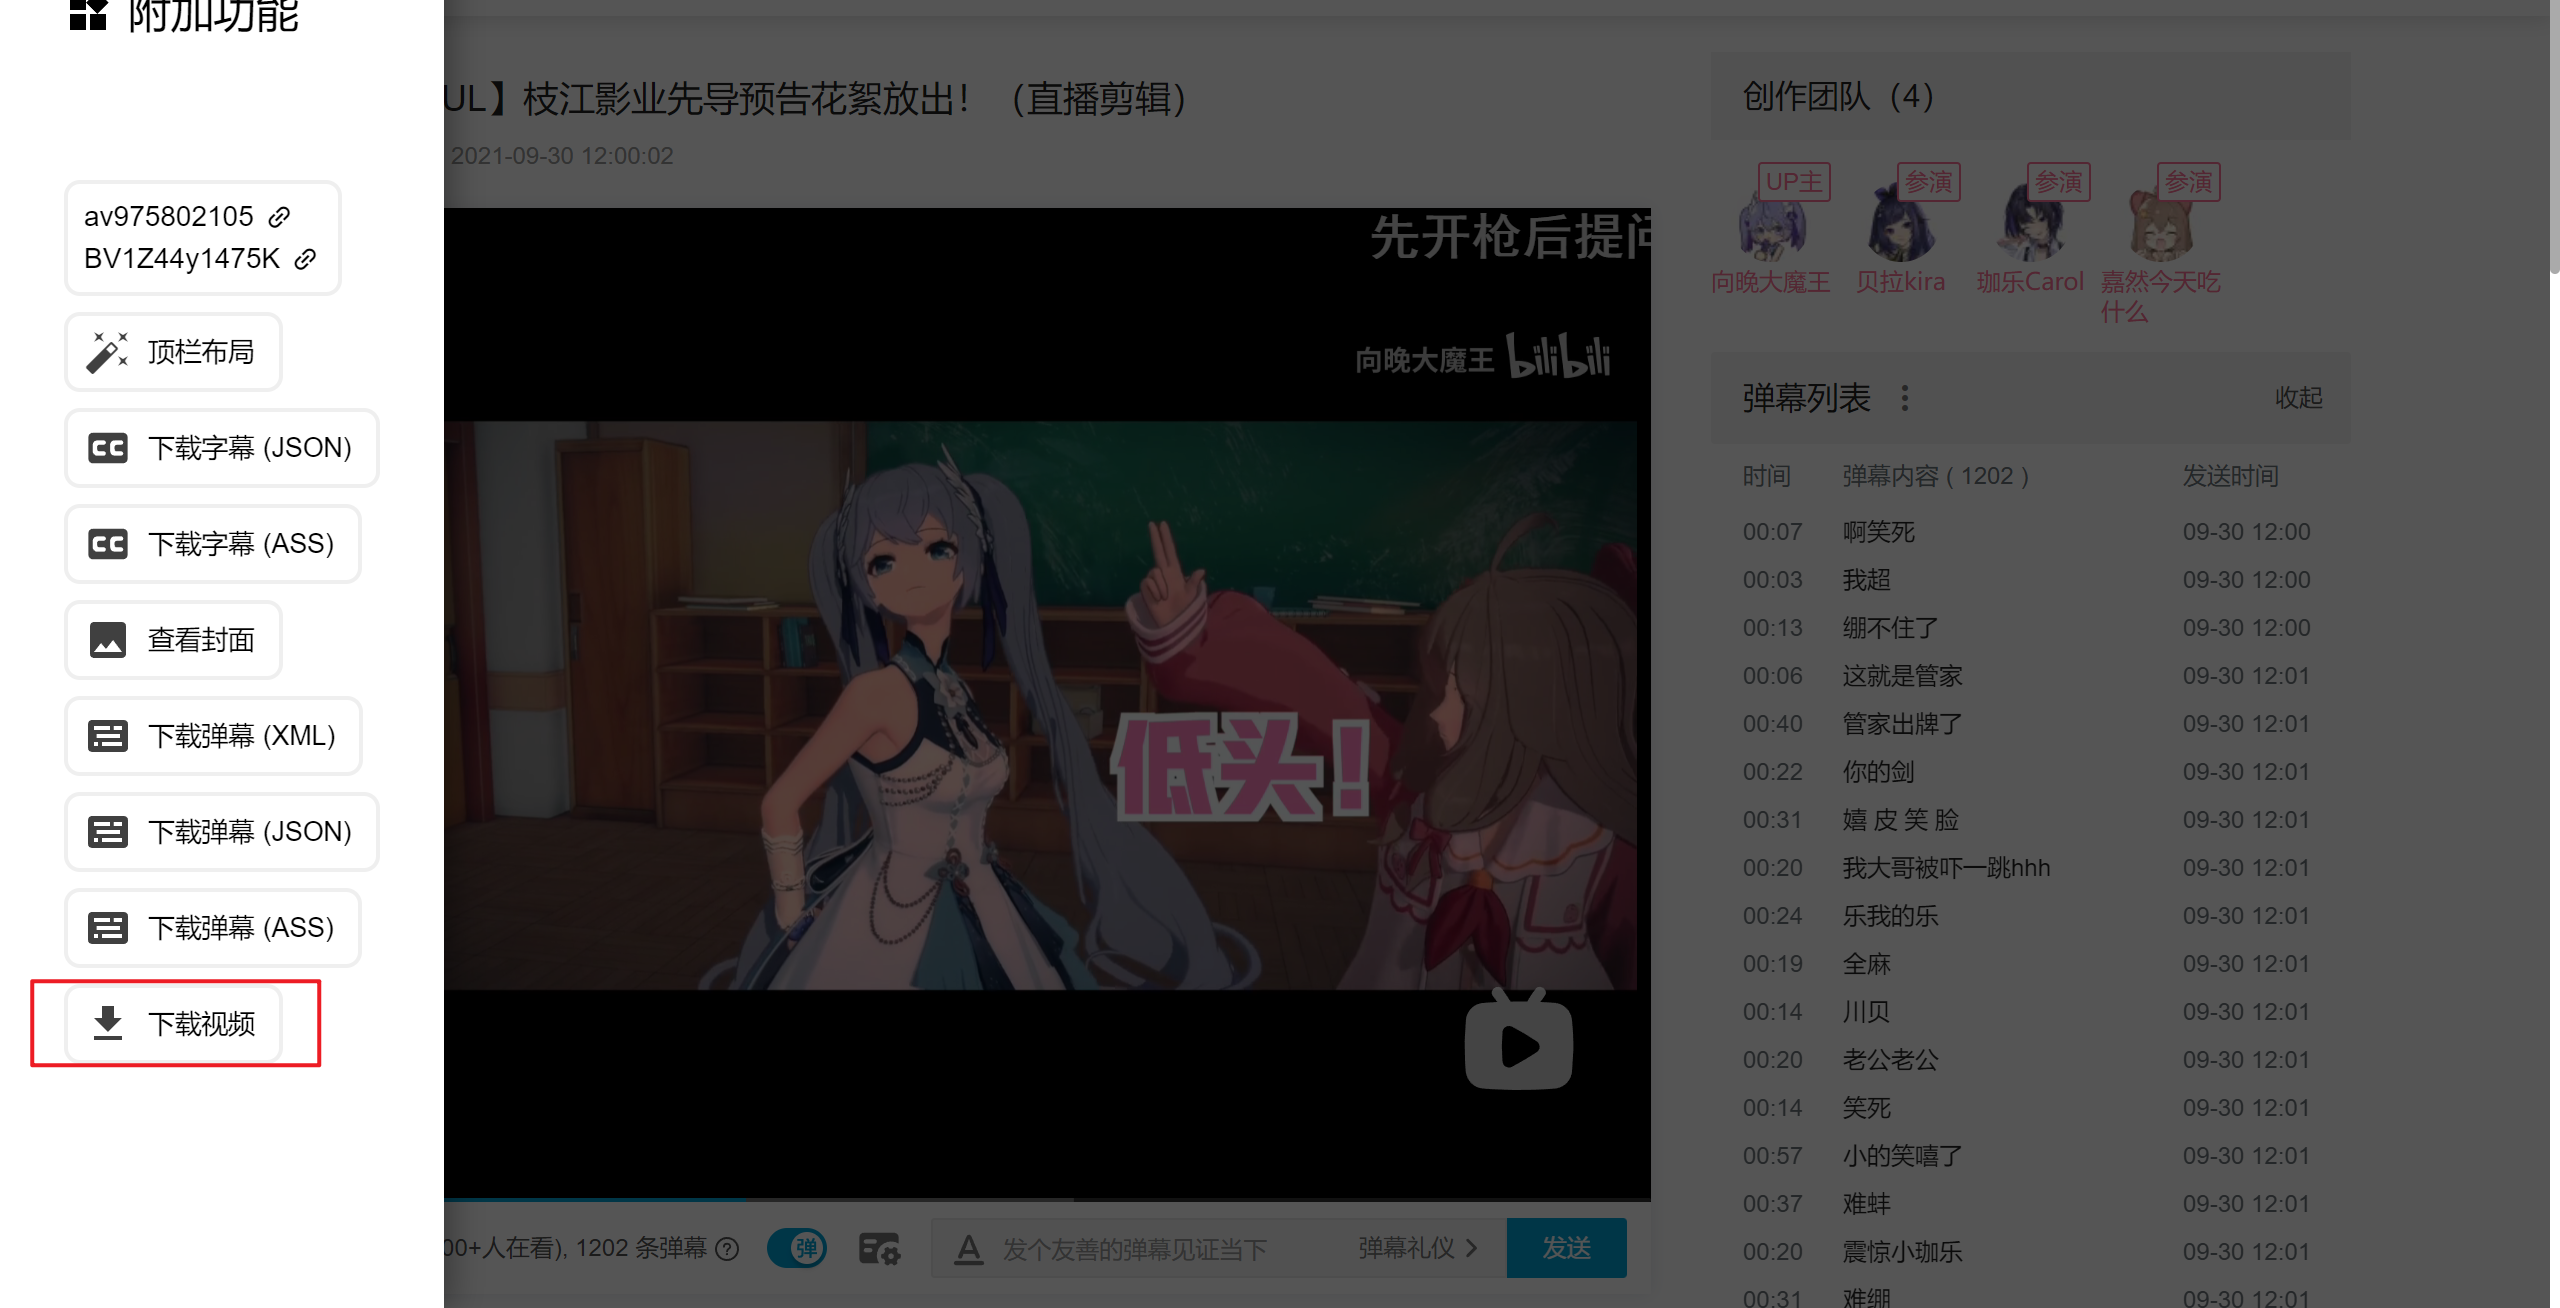 附加功能
av975802105
BV1Z44y1475K
顶栏布局
下载字幕 (JSON)
下载字幕 (ASS)
查看封面
下载弹幕 (XML)
下载弹幕 (JSON)
下载弹幕 (ASS)
下载视频
UL】枝江影业先导预告花絮放出！（直播剪辑）
2021-09-30 12:00:02
先开枪后提问
向晚大魔王 bilibili
低头！
00+人在看), 1202 条弹幕
弹
发个友善的弹幕见证当下
弹幕礼仪
发送
创作团队（4）
UP主 参演 参演 参演
向晚大魔王 贝拉kira 珈乐Carol 嘉然今天吃
什么
弹幕列表 收起
时间 弹幕内容 ( 1202 ) 发送时间
00:07 啊笑死 09-30 12:00
00:03 我超 09-30 12:00
00:13 绷不住了 09-30 12:00
00:06 这就是管家 09-30 12:01
00:40 管家出牌了 09-30 12:01
00:22 你的剑 09-30 12:01
00:31 嬉 皮 笑 脸 09-30 12:01
00:20 我大哥被吓一跳hhh 09-30 12:01
00:24 乐我的乐 09-30 12:01
00:19 全麻 09-30 12:01
00:14 川贝 09-30 12:01
00:20 老公老公 09-30 12:01
00:14 笑死 09-30 12:01
00:57 小的笑嘻了 09-30 12:01
00:37 难蚌 09-30 12:01
00:20 震惊小珈乐 09-30 12:01
00:31 难绷 09-30 12:01